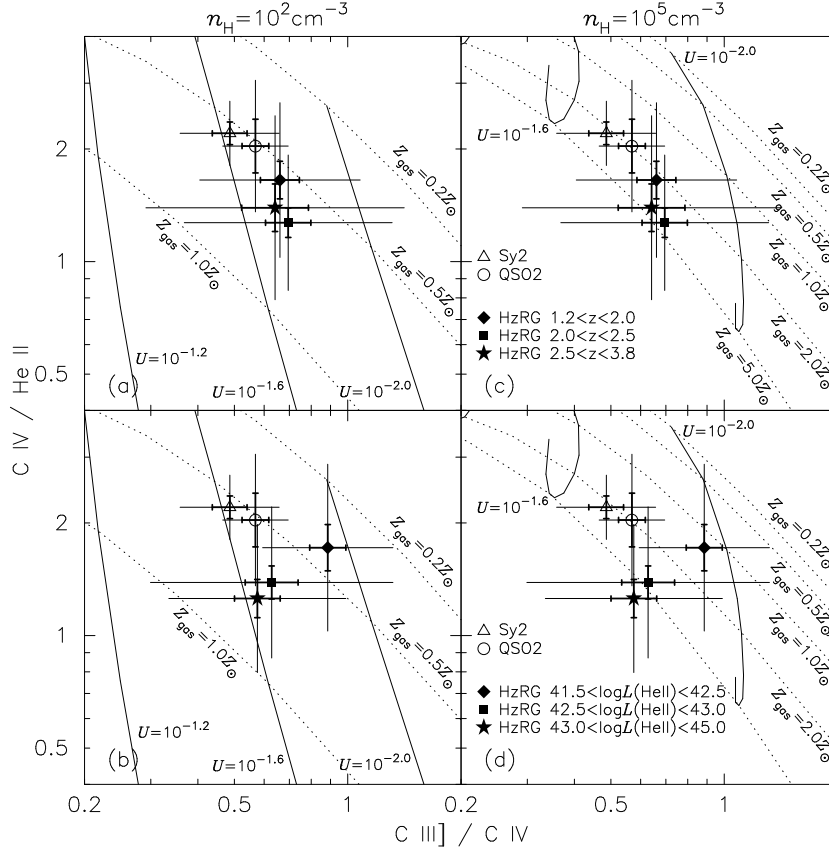 n_H=10²cm⁻³
n_H=10⁵cm⁻³
2
1
0.5
Z_gas=0.2Z⊙
Z_gas=0.5Z⊙
Z_gas=1.0Z⊙
U=10⁻¹·²
U=10⁻¹·⁶
U=10⁻²·⁰
(a)
U=10⁻²·⁰
U=10⁻¹·⁶
Z_gas=0.2Z⊙
Z_gas=0.5Z⊙
Z_gas=1.0Z⊙
Z_gas=2.0Z⊙
Z_gas=5.0Z⊙
△ Sy2
○ QSO2
◆ HzRG 1.2<z<2.0
■ HzRG 2.0<z<2.5
★ HzRG 2.5<z<3.8
(c)
C IV / He II
2
1
0.5
Z_gas=0.2Z⊙
Z_gas=0.5Z⊙
Z_gas=1.0Z⊙
U=10⁻¹·²
U=10⁻¹·⁶
U=10⁻²·⁰
(b)
U=10⁻²·⁰
U=10⁻¹·⁶
Z_gas=0.2Z⊙
Z_gas=0.5Z⊙
Z_gas=1.0Z⊙
Z_gas=2.0Z⊙
△ Sy2
○ QSO2
◆ HzRG 41.5<logL(HeII)<42.5
■ HzRG 42.5<logL(HeII)<43.0
★ HzRG 43.0<logL(HeII)<45.0
(d)
0.2 0.5 1 0.2 0.5 1
C III] / C IV